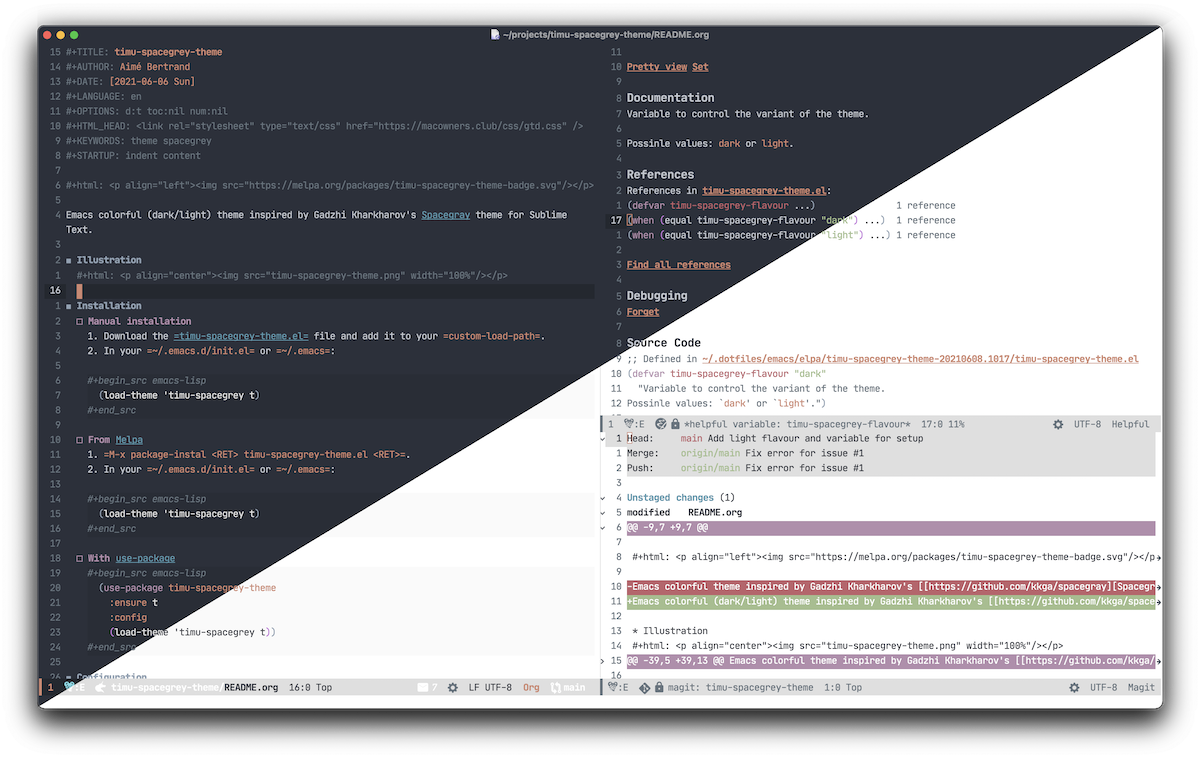 ~/projects/timu-spacegrey-theme/README.org
15 #+TITLE: timu-spacegrey-theme
14 #+AUTHOR: Aimé Bertrand
13 #+DATE: [2021-06-06 Sun]
12 #+LANGUAGE: en
11 #+OPTIONS: d:t toc:nil num:nil
10 #+HTML_HEAD: <link rel="stylesheet" type="text/css" href="https://macowners.club/css/gtd.css" />
9 #+KEYWORDS: theme spacegrey
8 #+STARTUP: indent content
7
6 #+html: <p align="left"><img src="https://melpa.org/packages/timu-spacegrey-theme-badge.svg"/></p>
5
4 Emacs colorful (dark/light) theme inspired by Gadzhi Kharkharov's Spacegray theme for Sublime
Text.
3
2 Illustration
1 #+html: <p align="center"><img src="timu-spacegrey-theme.png" width="100%"/></p>
16
1 Installation
2 Manual installation
3 1. Download the =timu-spacegrey-theme.el= file and add it to your =custom-load-path=.
4 2. In your =~/.emacs.d/init.el= or =~/.emacs=:
5
6 #+begin_src emacs-lisp
7 (load-theme 'timu-spacegrey t)
8 #+end_src
9
10 From Melpa
11 1. =M-x package-instal <RET> timu-spacegrey-theme.el <RET>=.
12 2. In your =~/.emacs.d/init.el= or =~/.emacs=:
13
14 #+begin_src emacs-lisp
15 (load-theme 'timu-spacegrey t)
16 #+end_src
17
18 With use-package
19 #+begin_src emacs-lisp
20 (use-package timu-spacegrey-theme
21 :ensure t
22 :config
23 (load-theme 'timu-spacegrey t))
24 #+end_src
25
26 Configuration
1 :E timu-spacegrey-theme/README.org 16:0 Top 7 LF UTF-8 Org main
11
10 Pretty view Set
9
8 Documentation
7 Variable to control the variant of the theme.
6
5 Possinle values: dark or light.
4
3 References
2 References in timu-spacegrey-theme.el:
1 (defvar timu-spacegrey-flavour ...) 1 reference
17 (when (equal timu-spacegrey-flavour "dark") ...) 1 reference
1 (when (equal timu-spacegrey-flavour "light") ...) 1 reference
2
3 Find all references
4
5 Debugging
6 Forget
7
8 Source Code
9 ;; Defined in ~/.dotfiles/emacs/elpa/timu-spacegrey-theme-20210608.1017/timu-spacegrey-theme.el
10 (defvar timu-spacegrey-flavour "dark"
11 "Variable to control the variant of the theme.
12 Possinle values: `dark' or `light'.")
1 :E *helpful variable: timu-spacegrey-flavour* 17:0 11% UTF-8 Helpful
1 Head: main Add light flavour and variable for setup
1 Merge: origin/main Fix error for issue #1
2 Push: origin/main Fix error for issue #1
3
4 Unstaged changes (1)
5 modified README.org
6 @@ -9,7 +9,7 @@
7
8 #+html: <p align="left"><img src="https://melpa.org/packages/timu-spacegrey-theme-badge.svg"/></p
9
10 -Emacs colorful theme inspired by Gadzhi Kharkharov's [[https://github.com/kkga/spacegray][Spacegr
11 +Emacs colorful (dark/light) theme inspired by Gadzhi Kharkharov's [[https://github.com/kkga/space
12
13 * Illustration
14 #+html: <p align="center"><img src="timu-spacegrey-theme.png" width="100%"/></p>
15 @@ -39,5 +39,13 @@ Emacs colorful theme inspired by Gadzhi Kharkharov's [[https://github.com/kkga/
16
:E magit: timu-spacegrey-theme 1:0 Top UTF-8 Magit